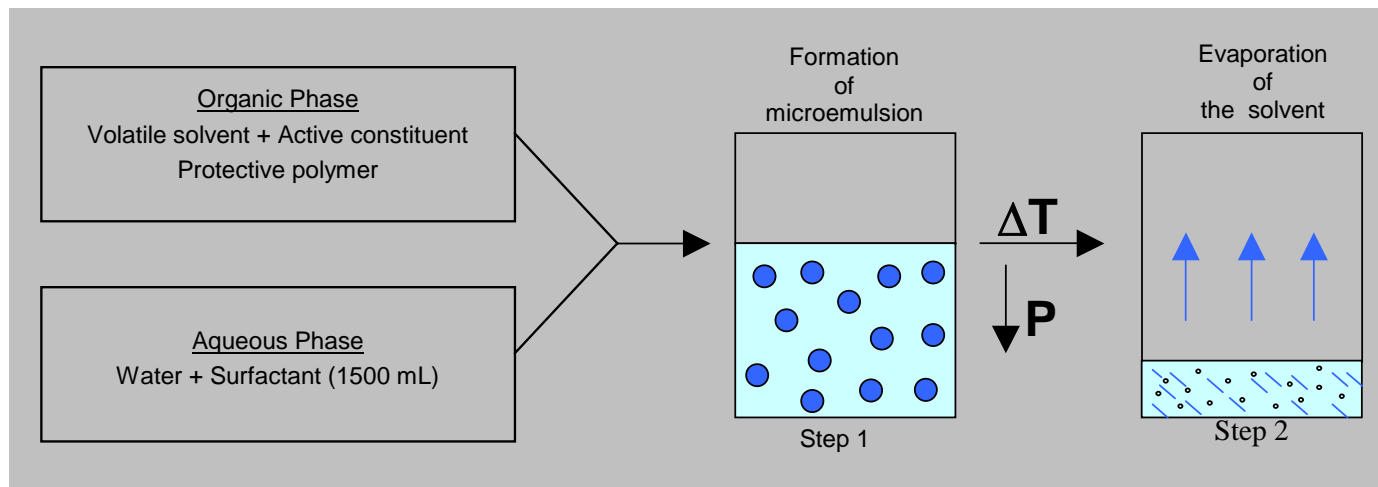 Organic Phase
Volatile solvent + Active constituent
Protective polymer
Aqueous Phase
Water + Surfactant (1500 mL)
Formation
of
microemulsion
Step 1
ΔT
P
Evaporation
of
the solvent
Step 2